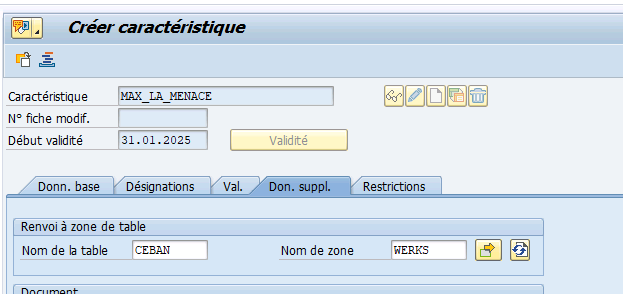 Créer caractéristique
Caractéristique MAX_LA_MENACE
N° fiche modif.
Début validité 31.01.2025 Validité
Donn. base Désignations Val. Don. suppl. Restrictions
Renvoi à zone de table
Nom de la table CEBAN Nom de zone WERKS
Document